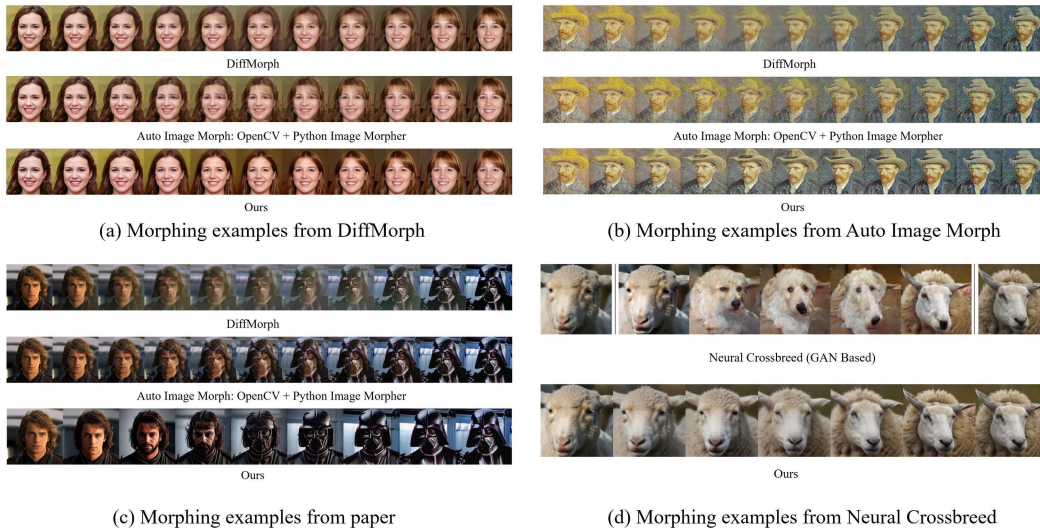 DiffMorph
Auto Image Morph: OpenCV + Python Image Morpher
Ours
(a) Morphing examples from DiffMorph
DiffMorph
Auto Image Morph: OpenCV + Python Image Morpher
Ours
(b) Morphing examples from Auto Image Morph
DiffMorph
Auto Image Morph: OpenCV + Python Image Morpher
Ours
(c) Morphing examples from paper
Neural Crossbreed (GAN Based)
Ours
(d) Morphing examples from Neural Crossbreed